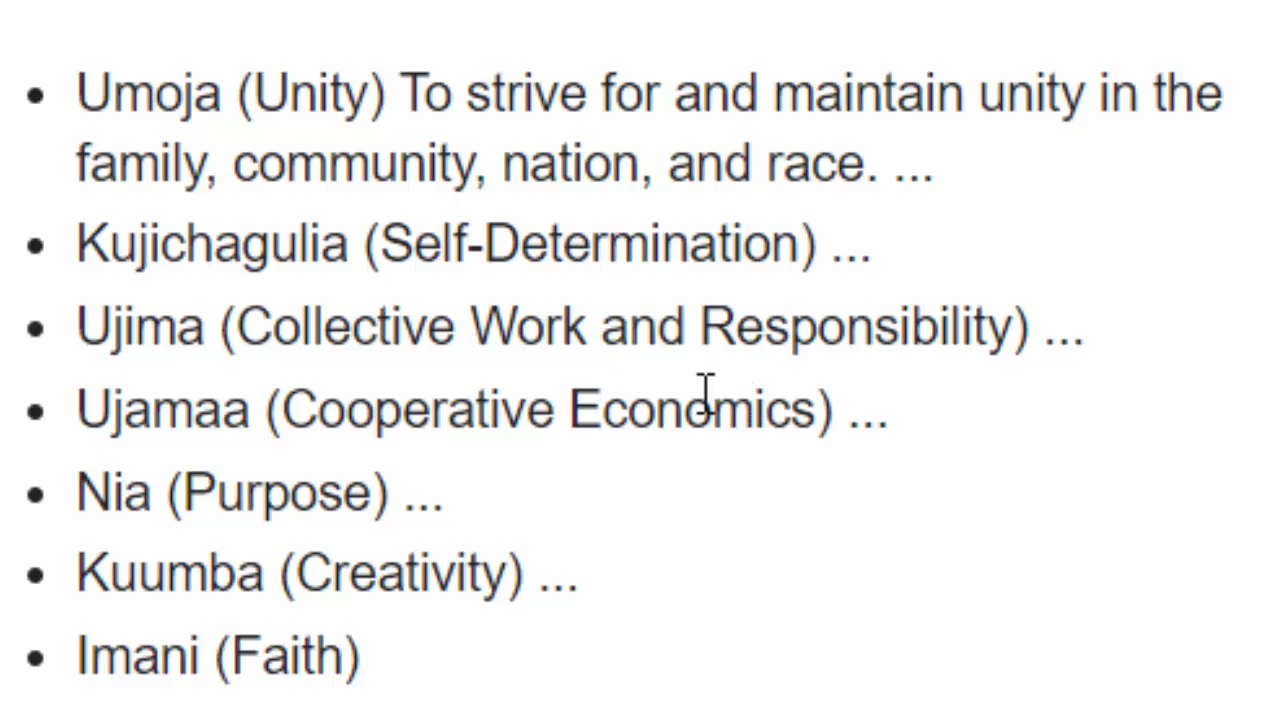 • Umoja (Unity) To strive for and maintain unity in the
family, community, nation, and race. ...
• Kujichagulia (Self-Determination) ...
• Ujima (Collective Work and Responsibility) ...
• Ujamaa (Cooperative Economics) ...
• Nia (Purpose) ...
• Kuumba (Creativity) ...
• Imani (Faith)